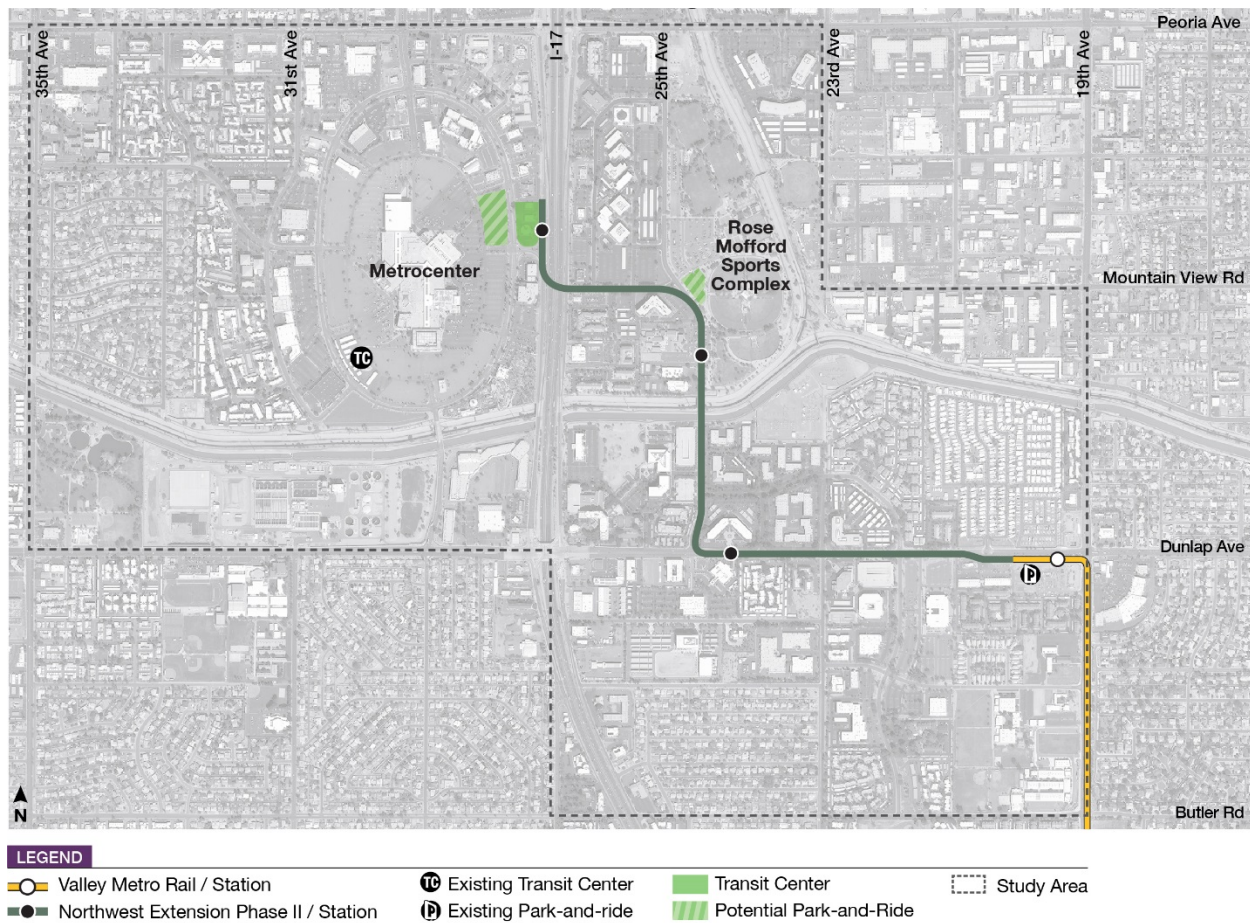 Peoria Ave
35th Ave
31st Ave
I-17
25th Ave
23rd Ave
19th Ave
Rose
Mofford
Sports
Complex
Metrocenter
Mountain View Rd
TC
Dunlap Ave
P
N
Butler Rd
LEGEND
Valley Metro Rail / Station
TC Existing Transit Center
Transit Center
Study Area
Northwest Extension Phase II / Station
P Existing Park-and-ride
Potential Park-and-Ride